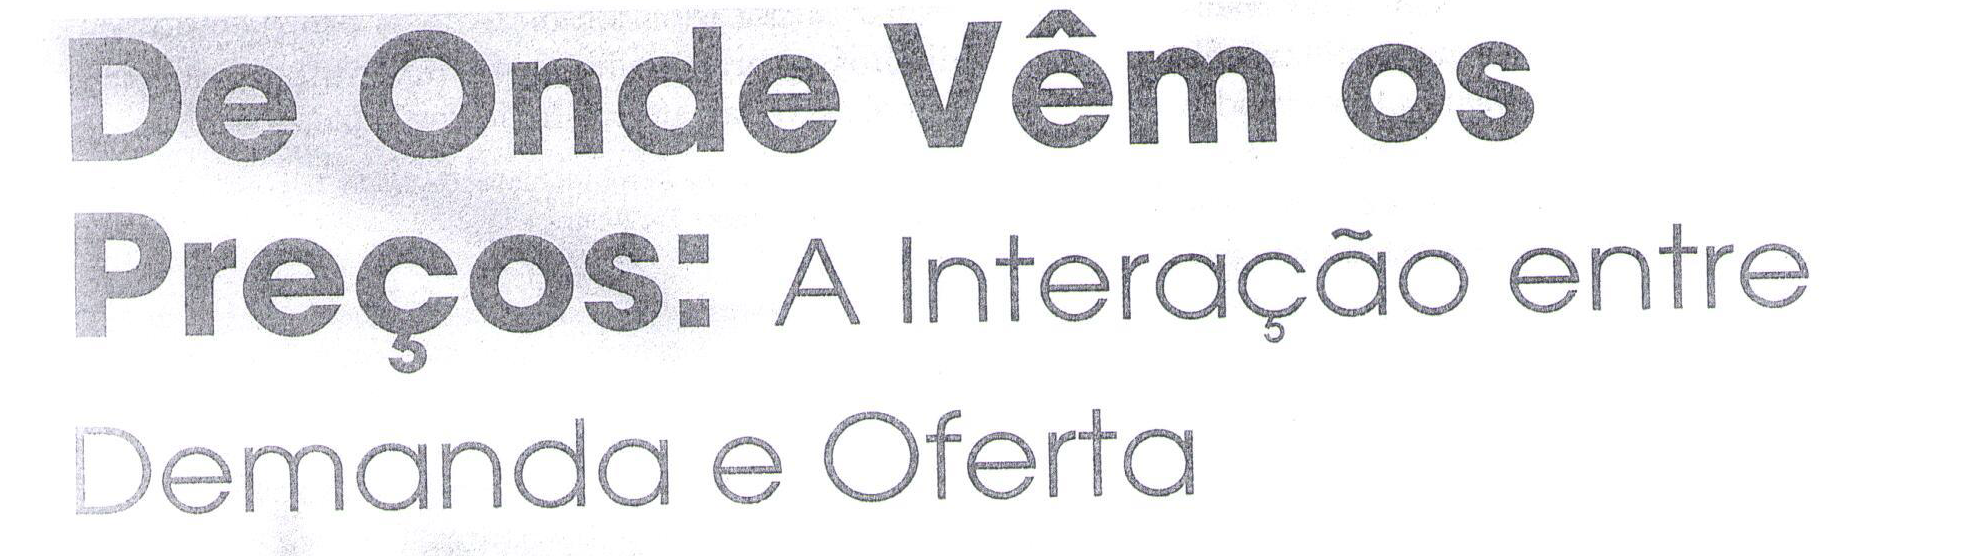 De Onde Vêm os
Preços: A Interação entre
Demanda e Oferta